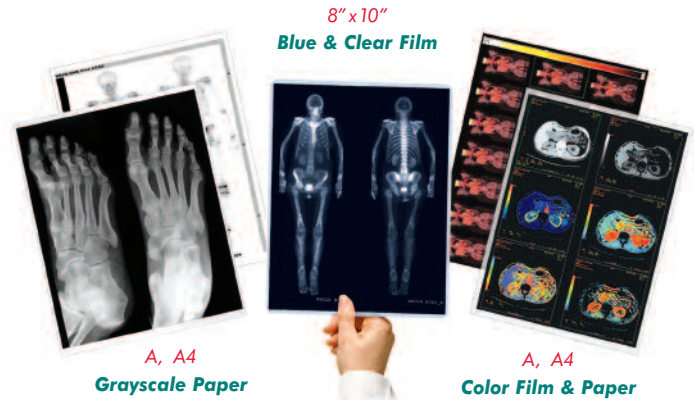 8" x 10"
Blue & Clear Film
A, A4
Grayscale Paper
A, A4
Color Film & Paper